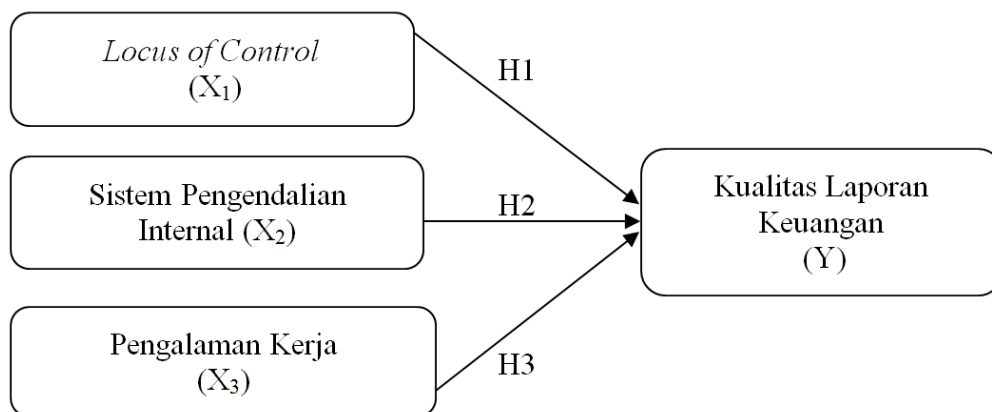 Locus of Control
(X₁)
H1
Sistem Pengendalian
Internal (X₂)
H2
Kualitas Laporan
Keuangan
(Y)
Pengalaman Kerja
(X₃)
H3